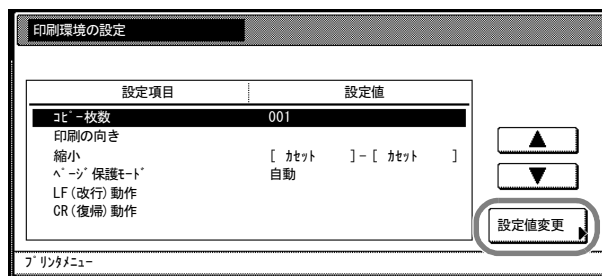 印刷環境の設定
設定項目 設定値
ｺﾋﾟｰ枚数 001
印刷の向き
縮小 [ ｶｾｯﾄ ]-[ ｶｾｯﾄ ]
ﾍﾟｰｼﾞ保護ﾓｰﾄﾞ 自動
LF(改行)動作
CR(復帰)動作
▲
▼
設定値変更
ﾌﾟﾘﾝﾀﾒﾆｭｰ